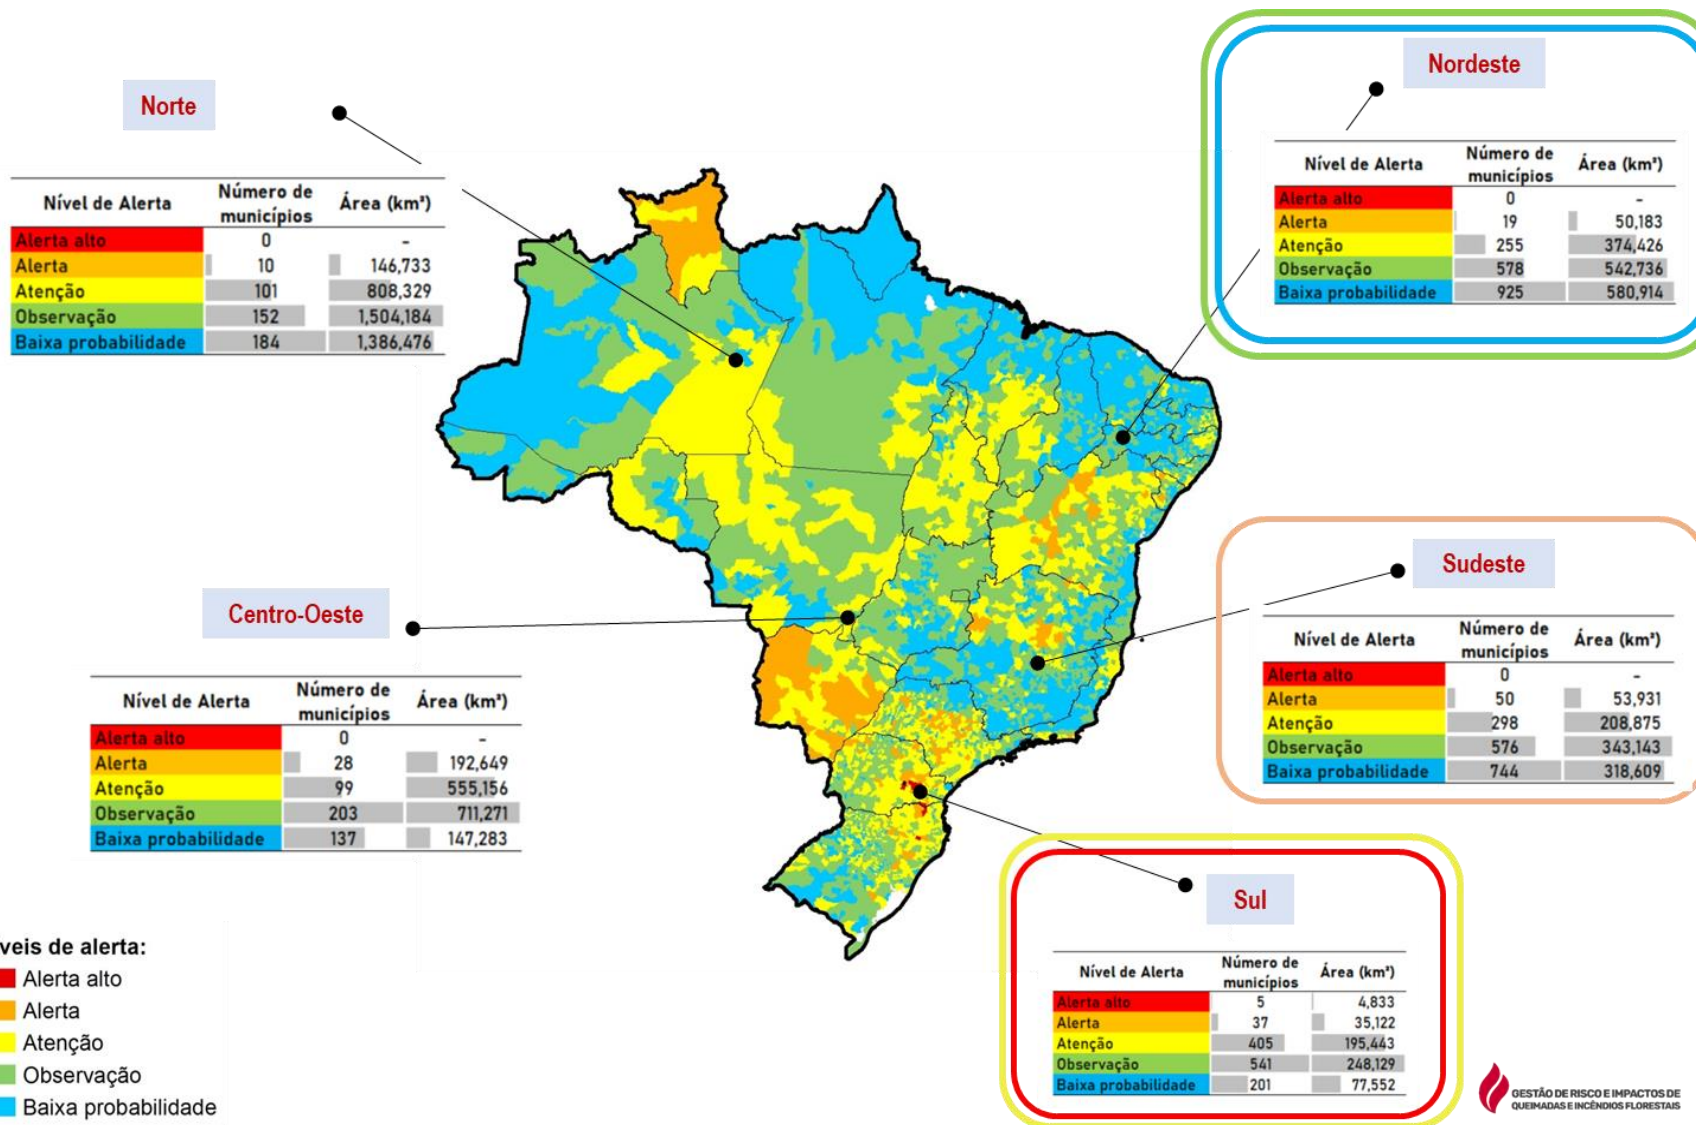 Norte
Nível de Alerta Número de municípios Área (km²)
Alerta alto 0 -
Alerta 10 146,733
Atenção 101 808,329
Observação 152 1,504,184
Baixa probabilidade 184 1,386,476
Nordeste
Nível de Alerta Número de municípios Área (km²)
Alerta alto 0 -
Alerta 19 50,183
Atenção 255 374,426
Observação 578 542,736
Baixa probabilidade 925 580,914
Centro-Oeste
Nível de Alerta Número de municípios Área (km²)
Alerta alto 0 -
Alerta 28 192,649
Atenção 99 555,156
Observação 203 711,271
Baixa probabilidade 137 147,283
Sudeste
Nível de Alerta Número de municípios Área (km²)
Alerta alto 0 -
Alerta 50 53,931
Atenção 298 208,875
Observação 576 343,143
Baixa probabilidade 744 318,609
Sul
Nível de Alerta Número de municípios Área (km²)
Alerta alto 5 4,833
Alerta 37 35,122
Atenção 405 195,443
Observação 541 248,129
Baixa probabilidade 201 77,552
veis de alerta:
Alerta alto
Alerta
Atenção
Observação
Baixa probabilidade
GESTÃO DE RISCO E IMPACTOS DE
QUEIMADAS E INCÊNDIOS FLORESTAIS